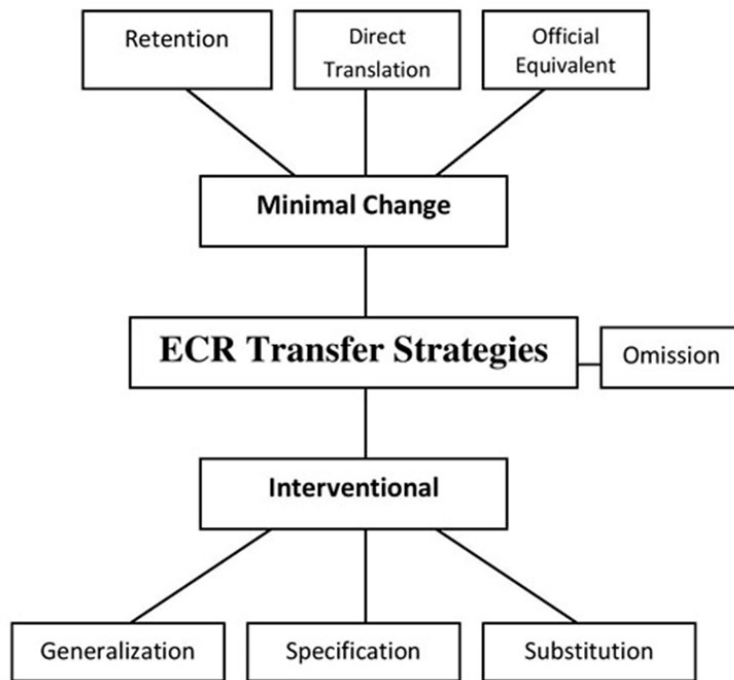 Retention
Direct
Translation
Official
Equivalent
Minimal Change
ECR Transfer Strategies
Omission
Interventional
Generalization
Specification
Substitution